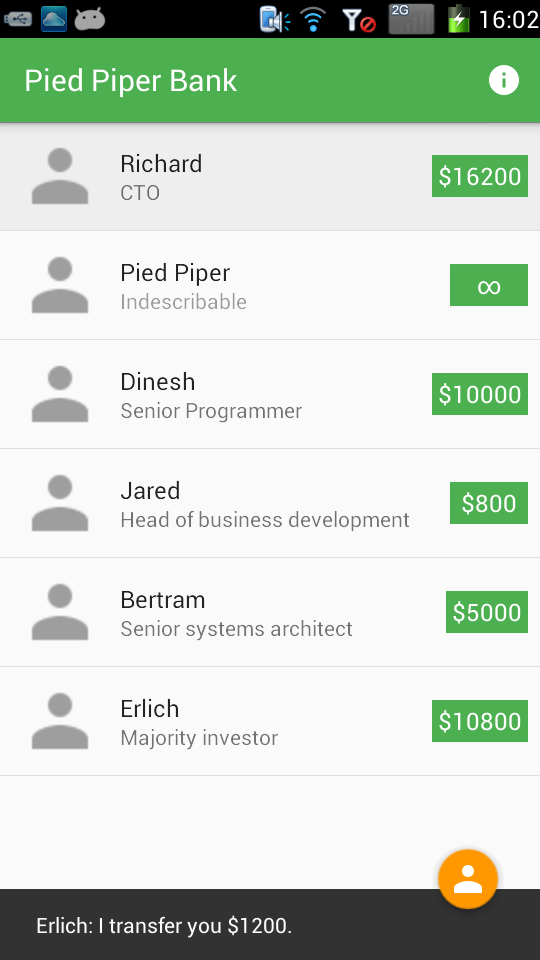 2G
16:02
Pied Piper Bank
Richard
CTO
$16200
Pied Piper
Indescribable
∞
Dinesh
Senior Programmer
$10000
Jared
Head of business development
$800
Bertram
Senior systems architect
$5000
Erlich
Majority investor
$10800
Erlich: I transfer you $1200.